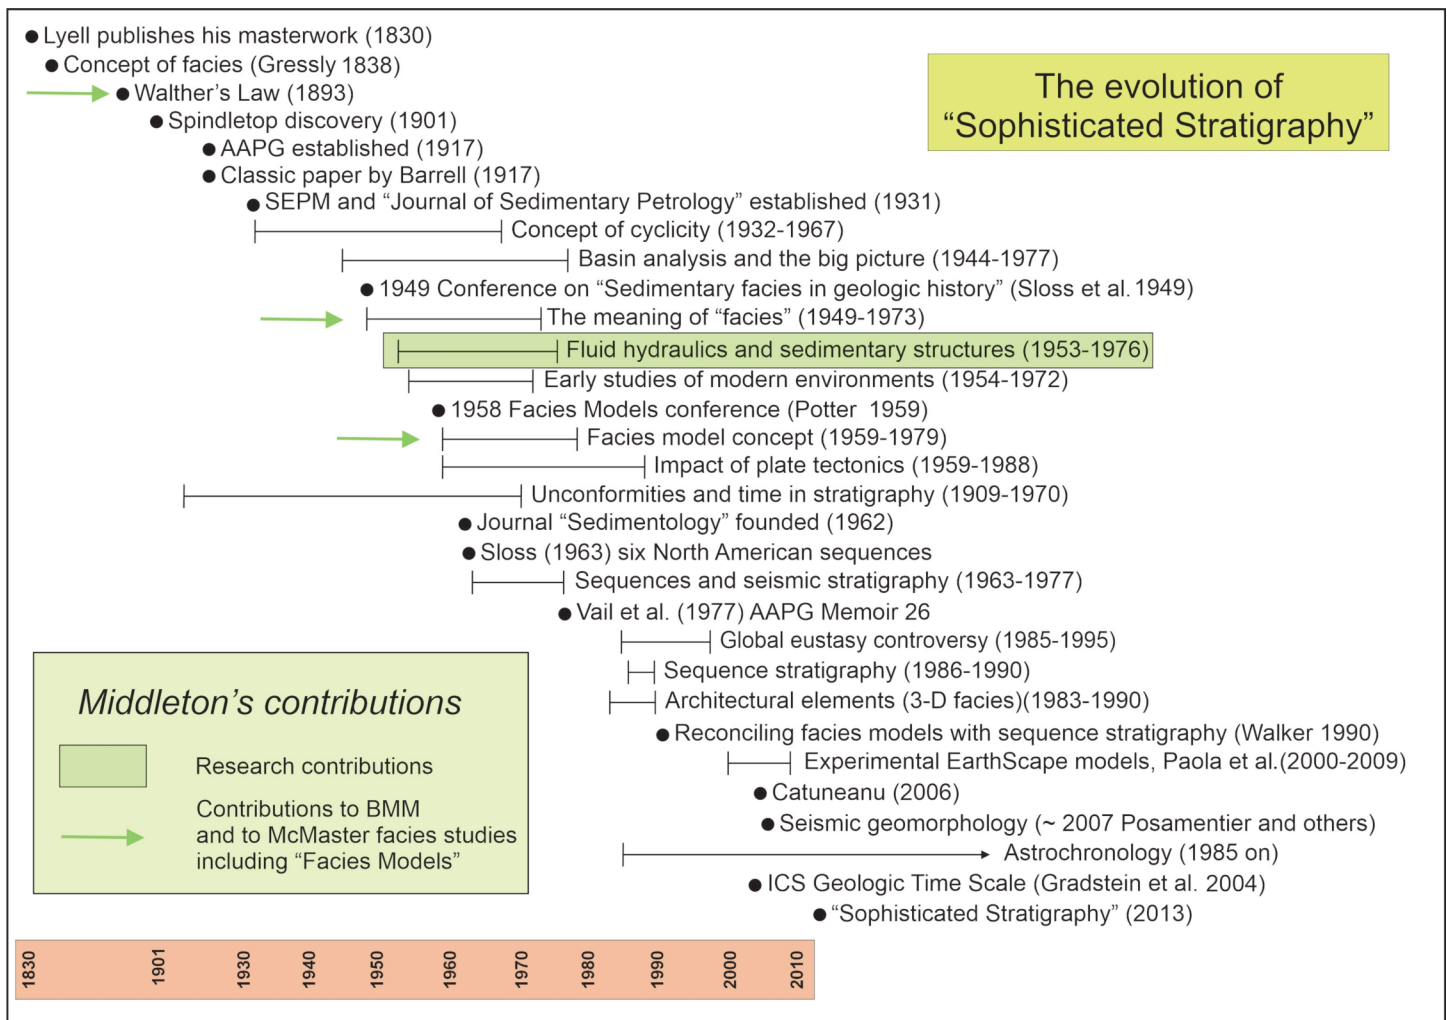 Lyell publishes his masterwork (1830)
Concept of facies (Gressly 1838)
Walther's Law (1893)
Spindletop discovery (1901)
AAPG established (1917)
Classic paper by Barrell (1917)
SEPM and “Journal of Sedimentary Petrology” established (1931)
Concept of cyclicity (1932-1967)
Basin analysis and the big picture (1944-1977)
1949 Conference on “Sedimentary facies in geologic history” (Sloss et al. 1949)
The meaning of “facies” (1949-1973)
Fluid hydraulics and sedimentary structures (1953-1976)
Early studies of modern environments (1954-1972)
1958 Facies Models conference (Potter 1959)
Facies model concept (1959-1979)
Impact of plate tectonics (1959-1988)
Unconformities and time in stratigraphy (1909-1970)
Journal “Sedimentology” founded (1962)
Sloss (1963) six North American sequences
Sequences and seismic stratigraphy (1963-1977)
Vail et al. (1977) AAPG Memoir 26
Global eustasy controversy (1985-1995)
Sequence stratigraphy (1986-1990)
Architectural elements (3-D facies)(1983-1990)
Reconciling facies models with sequence stratigraphy (Walker 1990)
Experimental EarthScape models, Paola et al.(2000-2009)
Catuneanu (2006)
Seismic geomorphology (~ 2007 Posamentier and others)
Astrochronology (1985 on)
ICS Geologic Time Scale (Gradstein et al. 2004)
“Sophisticated Stratigraphy” (2013)
The evolution of
“Sophisticated Stratigraphy”
Middleton's contributions
Research contributions
Contributions to BMM
and to McMaster facies studies
including “Facies Models”
1830
1901
1930
1940
1950
1960
1970
1980
1990
2000
2010